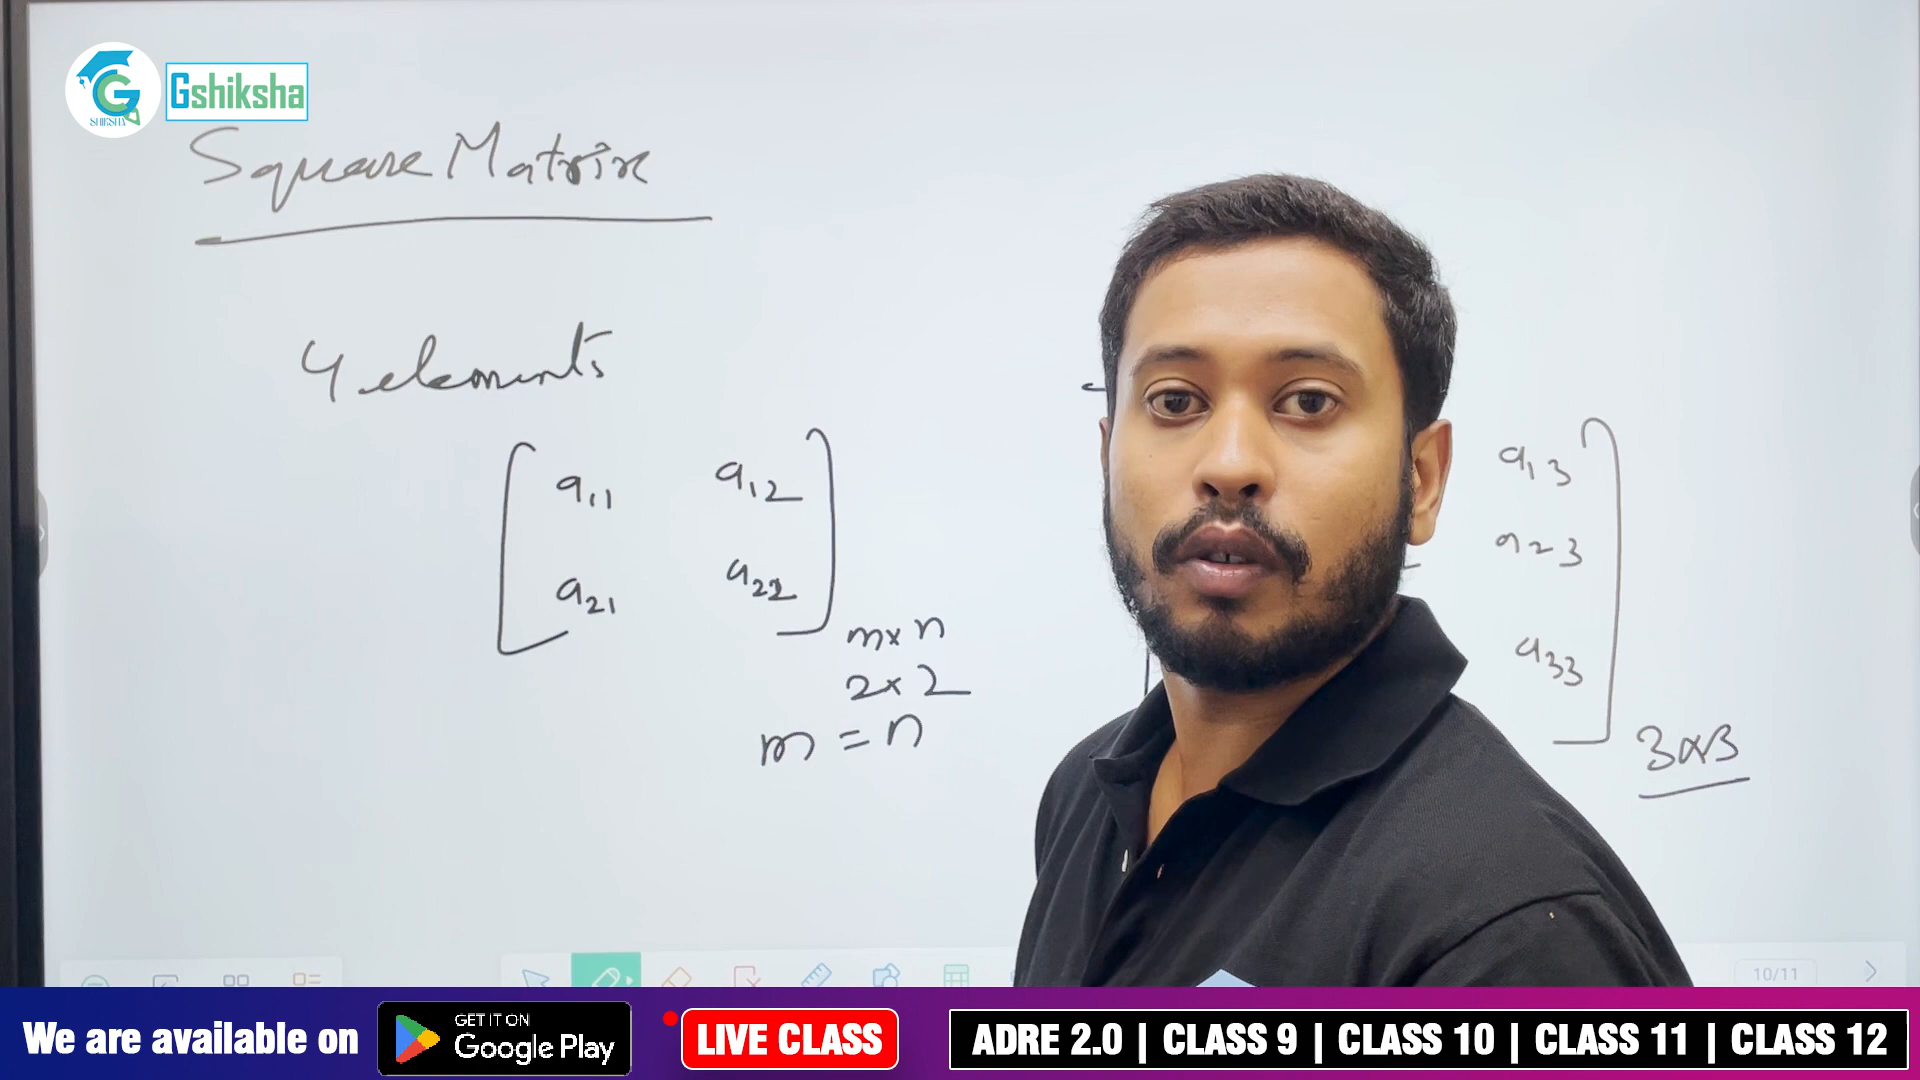 G
SHIKSHA
Gshiksha
Square Matrix
4 elements
a11 a12
a21 a22
m×n
2×2
m = n
a13
a23
a33
3×3
10/11
We are available on
GET IT ON
Google Play
LIVE CLASS
ADRE 2.0 | CLASS 9 | CLASS 10 | CLASS 11 | CLASS 12